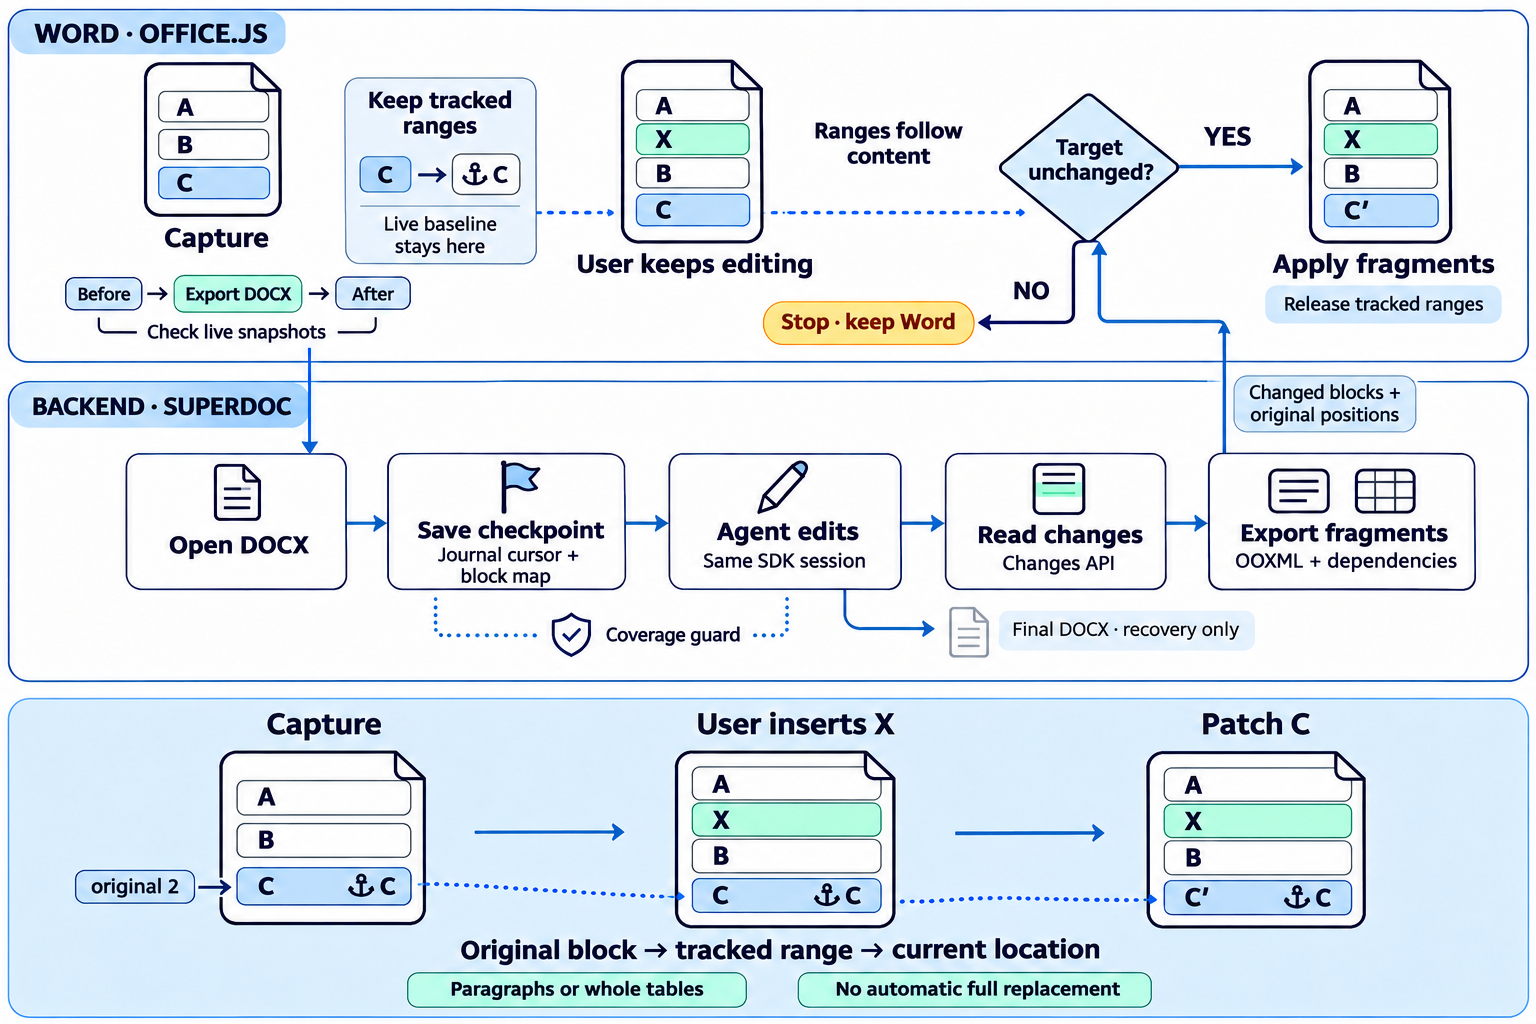 WORD · OFFICE.JS
A
B
C
Capture
Before
Export DOCX
After
Check live snapshots
Keep tracked
ranges
C
C
Live baseline
stays here
A
X
B
C
User keeps editing
Ranges follow
content
Target
unchanged?
YES
NO
Stop · keep Word
A
X
B
C′
Apply fragments
Release tracked ranges
BACKEND · SUPERDOC
Changed blocks +
original positions
Open DOCX
Save checkpoint
Journal cursor +
block map
Agent edits
Same SDK session
Read changes
Changes API
Export fragments
OOXML + dependencies
Coverage guard
Final DOCX · recovery only
Capture
A
B
original 2
C
C
User inserts X
A
X
B
C
C
Patch C
A
X
B
C′
C
Original block → tracked range → current location
Paragraphs or whole tables
No automatic full replacement